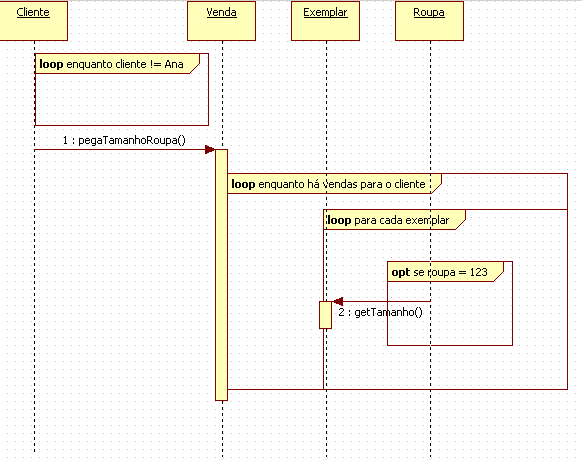 Cliente
Venda
Exemplar
Roupa
loop enquanto cliente != Ana
1 : pegaTamanhoRoupa()
loop enquanto há vendas para o cliente
loop para cada exemplar
opt se roupa = 123
2 : getTamanho()